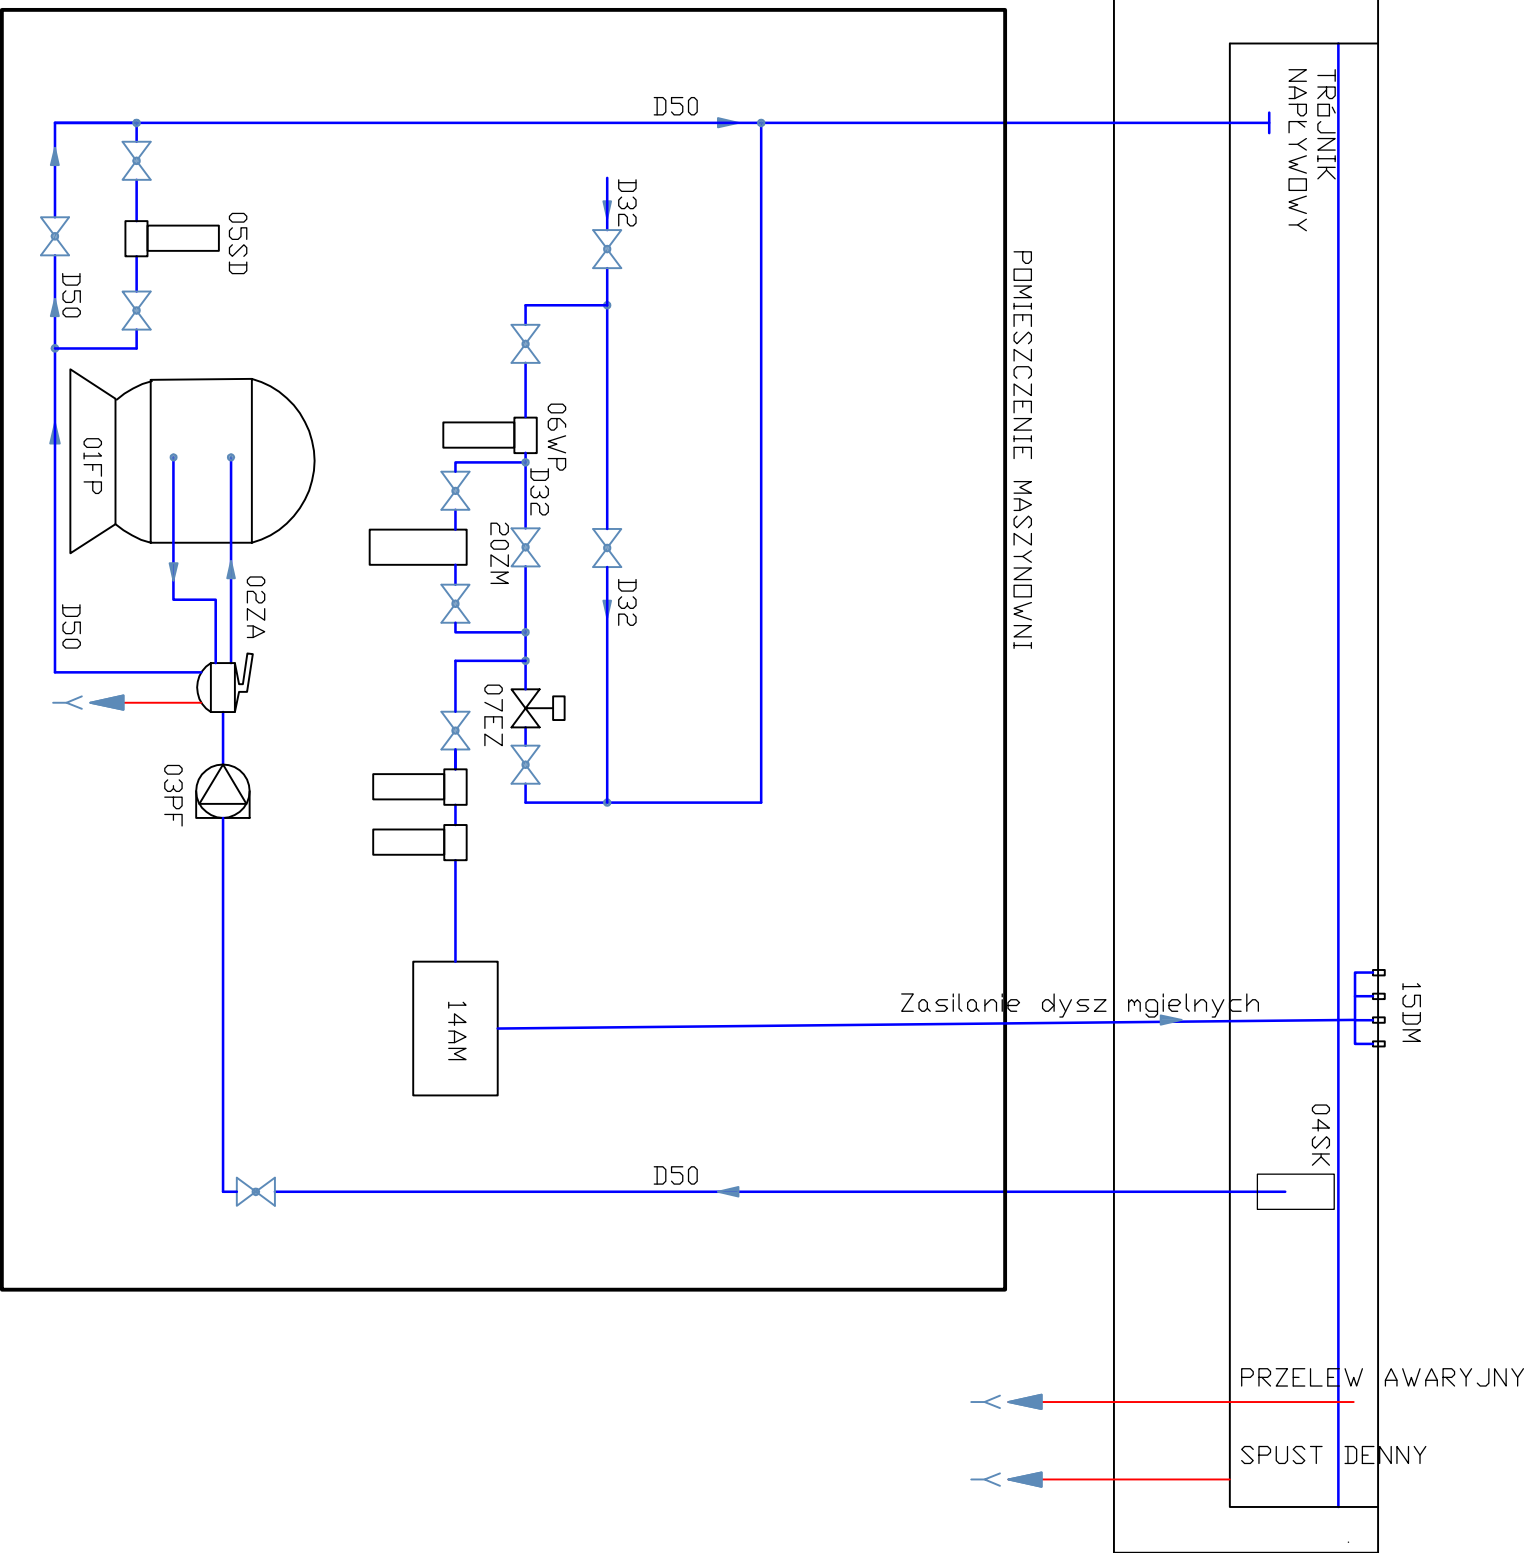 D50
TRÓJNIK
NAPŁYWOWY
D32
05SD
POMIESZCZENIE MASZYNOWNI
D50
06WP
01FP
D32
20ZM
02ZA
D32
D50
07EZ
03PF
15DM
Zasilanie dysz mgielnych
14AM
04SK
D50
PRZELEW AWARYJNY
SPUST DENNY